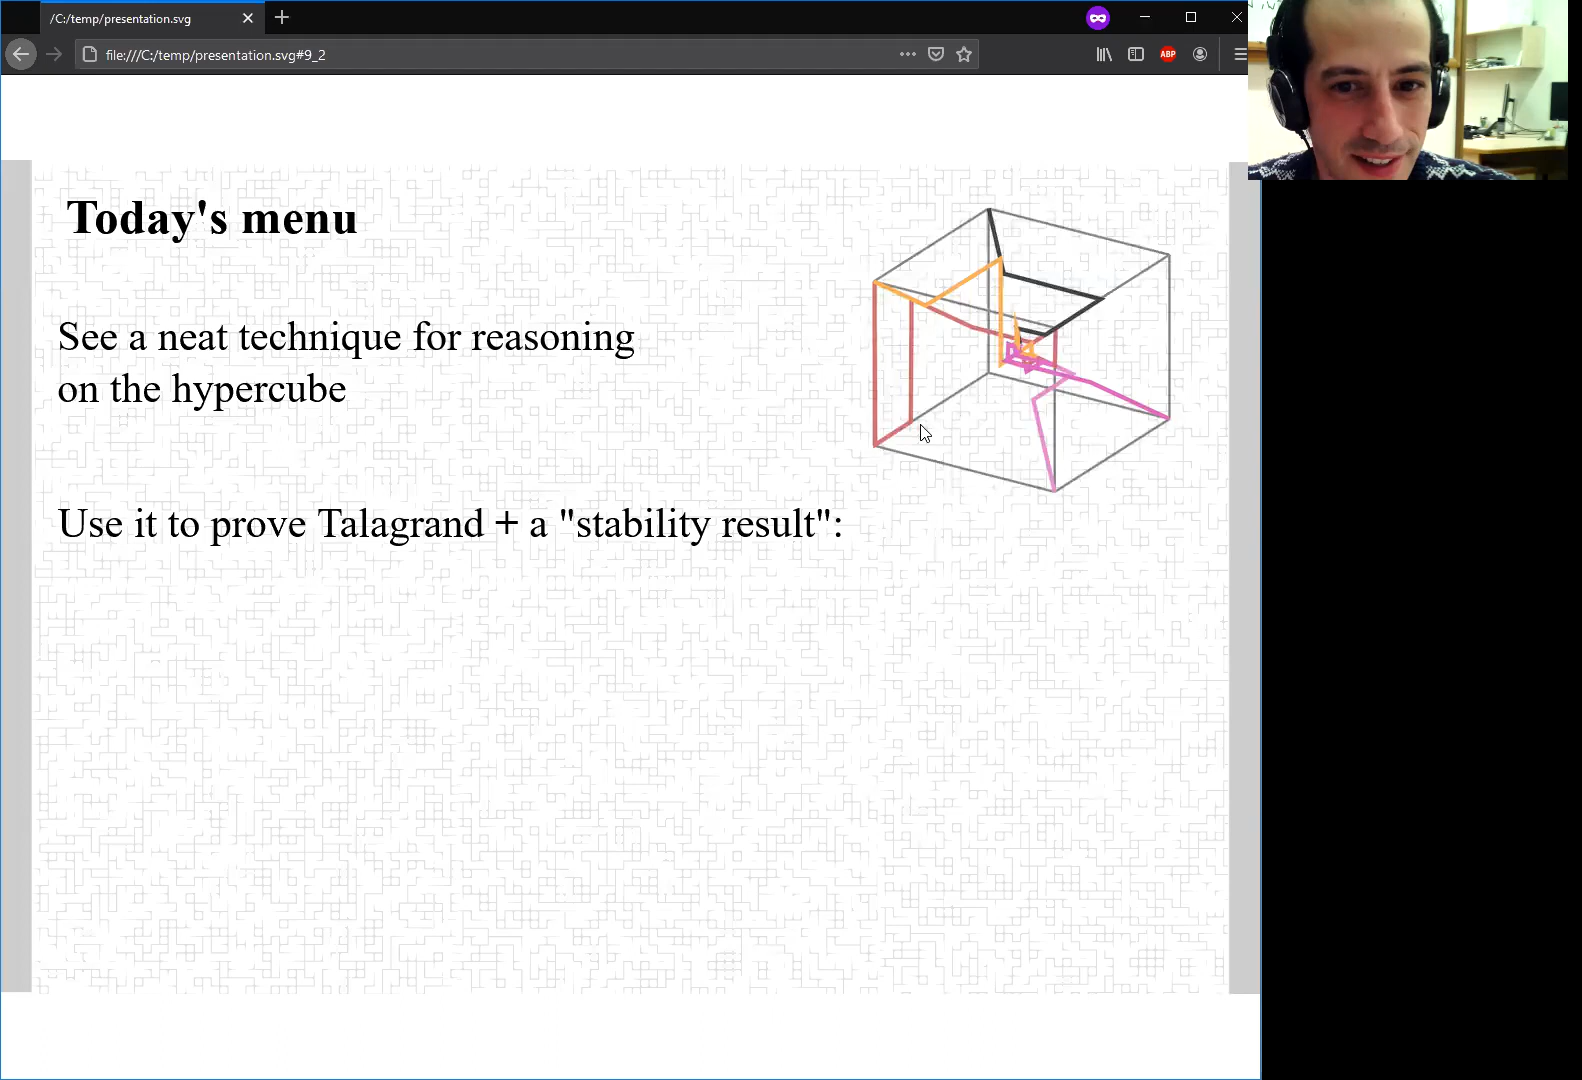 /C:/temp/presentation.svg
file:///C:/temp/presentation.svg#9_2
ABP
Today's menu
See a neat technique for reasoning
on the hypercube
Use it to prove Talagrand + a "stability result":